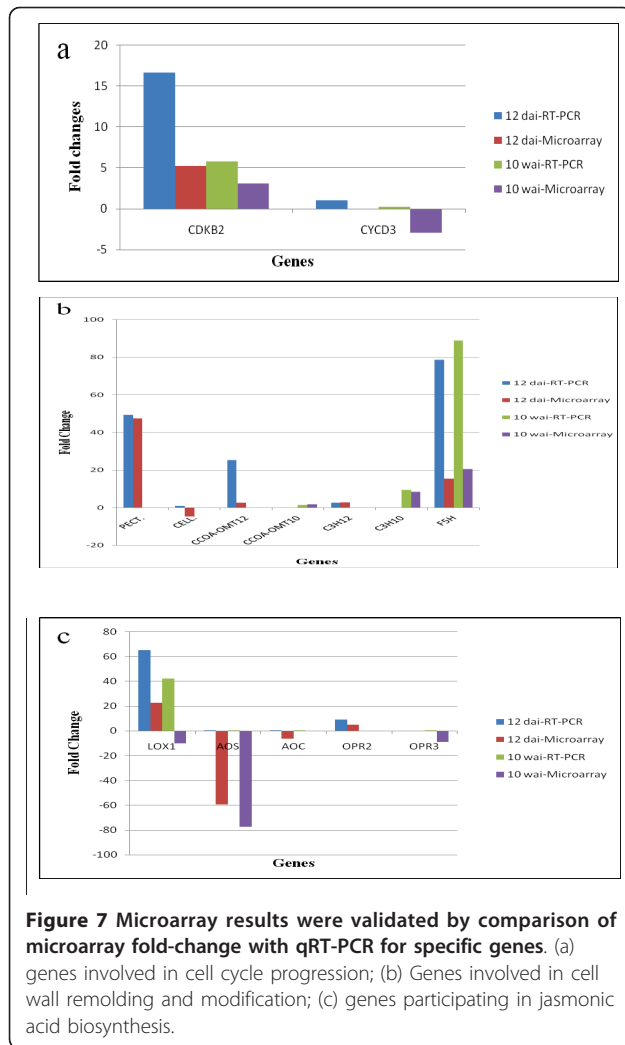 a
20
15
10
5
0
-5
Fold changes
CDKB2
CYCD3
Genes
12 dai-RT-PCR
12 dai-Microarray
10 wai-RT-PCR
10 wai-Microarray
b
100
80
60
40
20
0
-20
Fold Change
PECT.
CELL.
CCOA-OMT12
CCOA-OMT10
C3H12
C3H10
F5H
Genes
12 dai-RT-PCR
12 dai-Microarray
10 wai-RT-PCR
10 wai-Microarray
c
80
60
40
20
0
-20
-40
-60
-80
-100
Fold Change
LOX1
AOS
AOC
OPR2
OPR3
Genes
12 dai-RT-PCR
12 dai-Microarray
10 wai-RT-PCR
10 wai-Microarray
Figure 7 Microarray results were validated by comparison of
microarray fold-change with qRT-PCR for specific genes. (a)
genes involved in cell cycle progression; (b) Genes involved in cell
wall remolding and modification; (c) genes participating in jasmonic
acid biosynthesis.